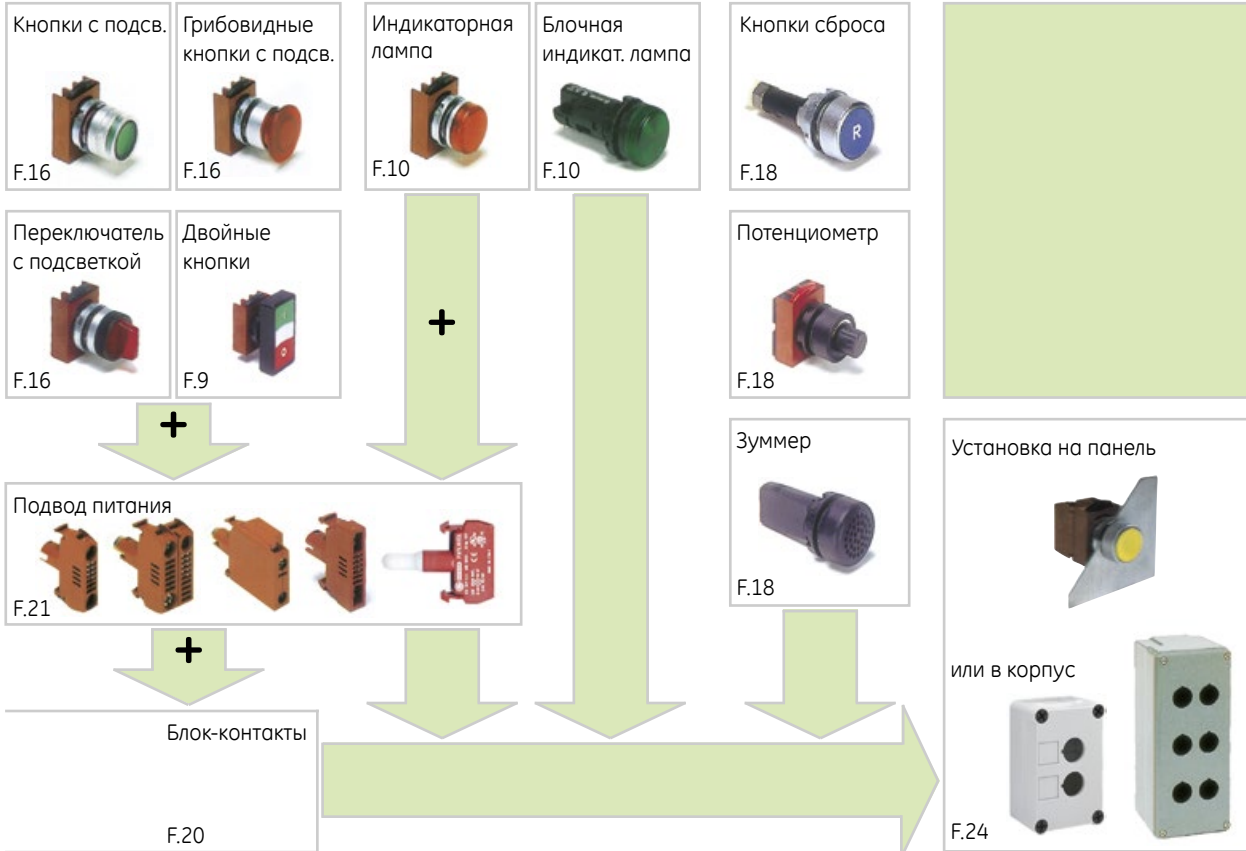 Кнопки с подсв.
F.16
Грибовидные
кнопки с подсв.
F.16
Индикаторная
лампа
F.10
Блочная
индикат. лампа
F.10
Кнопки сброса
R
F.18
Переключатель
с подсветкой
F.16
Двойные
кнопки
F.9
+
Потенциометр
F.18
+
Подвод питания
F.21
Зуммер
F.18
Установка на панель
или в корпус
F.24
+
Блок-контакты
F.20